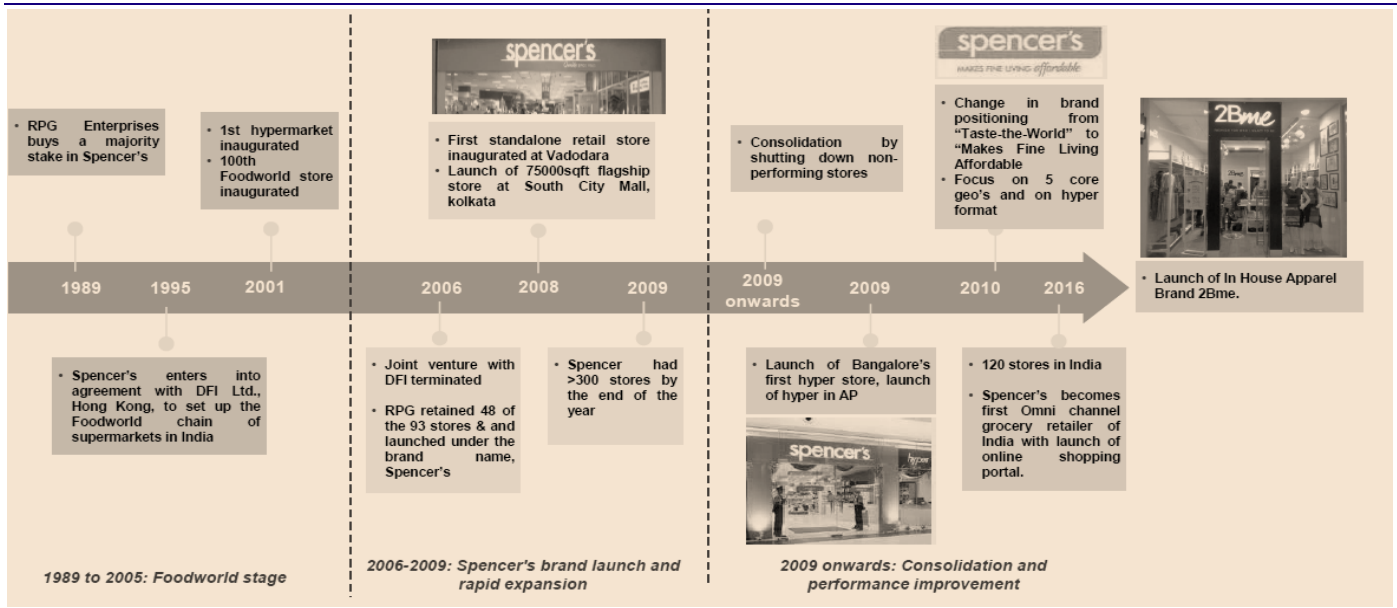 RPG Enterprises
buys a majority
stake in Spencer's
1st hypermarket
inaugurated
100th
Foodworld store
inaugurated
1989
1995
2001
Spencer's enters into
agreement with DFI Ltd.,
Hong Kong, to set up the
Foodworld chain of
supermarkets in India
1989 to 2005: Foodworld stage
spencer's
First standalone retail store
inaugurated at Vadodara
Launch of 75000sqft flagship
store at South City Mall,
kolkata
2006
2008
2009
Joint venture with
DFI terminated
RPG retained 48 of
the 93 stores & and
launched under the
brand name,
Spencer's
Spencer had
>300 stores by
the end of the
year
2006-2009: Spencer's brand launch and
rapid expansion
Consolidation by
shutting down non-
performing stores
spencer's
MAKES FINE LIVING affordable
Change in brand
positioning from
“Taste-the-World” to
“Makes Fine Living
Affordable
Focus on 5 core
geo's and on hyper
format
2009
onwards
2009
2010
2016
Launch of Bangalore's
first hyper store, launch
of hyper in AP
spencer's
hyper
120 stores in India
Spencer's becomes
first Omni channel
grocery retailer of
India with launch of
online shopping
portal.
2009 onwards: Consolidation and
performance improvement
2Bme
2Bme
Launch of In House Apparel
Brand 2Bme.